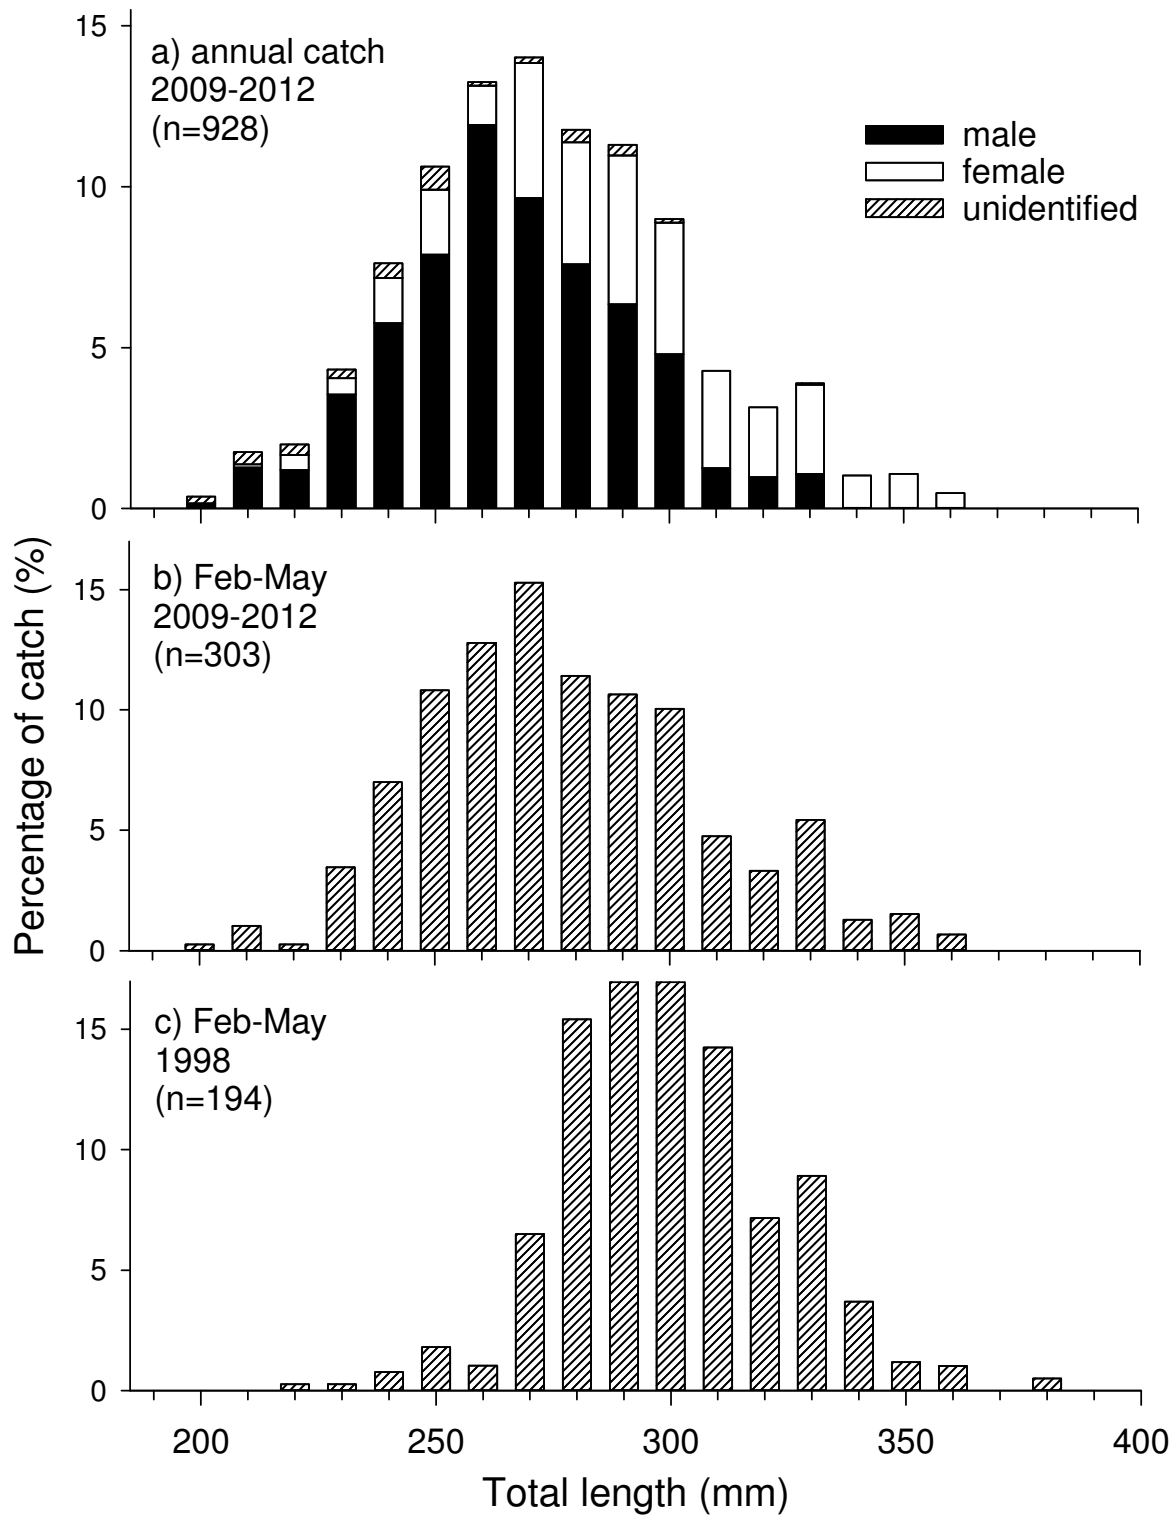 15
10
5
0
a) annual catch
2009-2012
(n=928)
male
female
unidentified
Percentage of catch (%)
15
10
5
0
b) Feb-May
2009-2012
(n=303)
15
10
5
0
c) Feb-May
1998
(n=194)
200 250 300 350 400
Total length (mm)